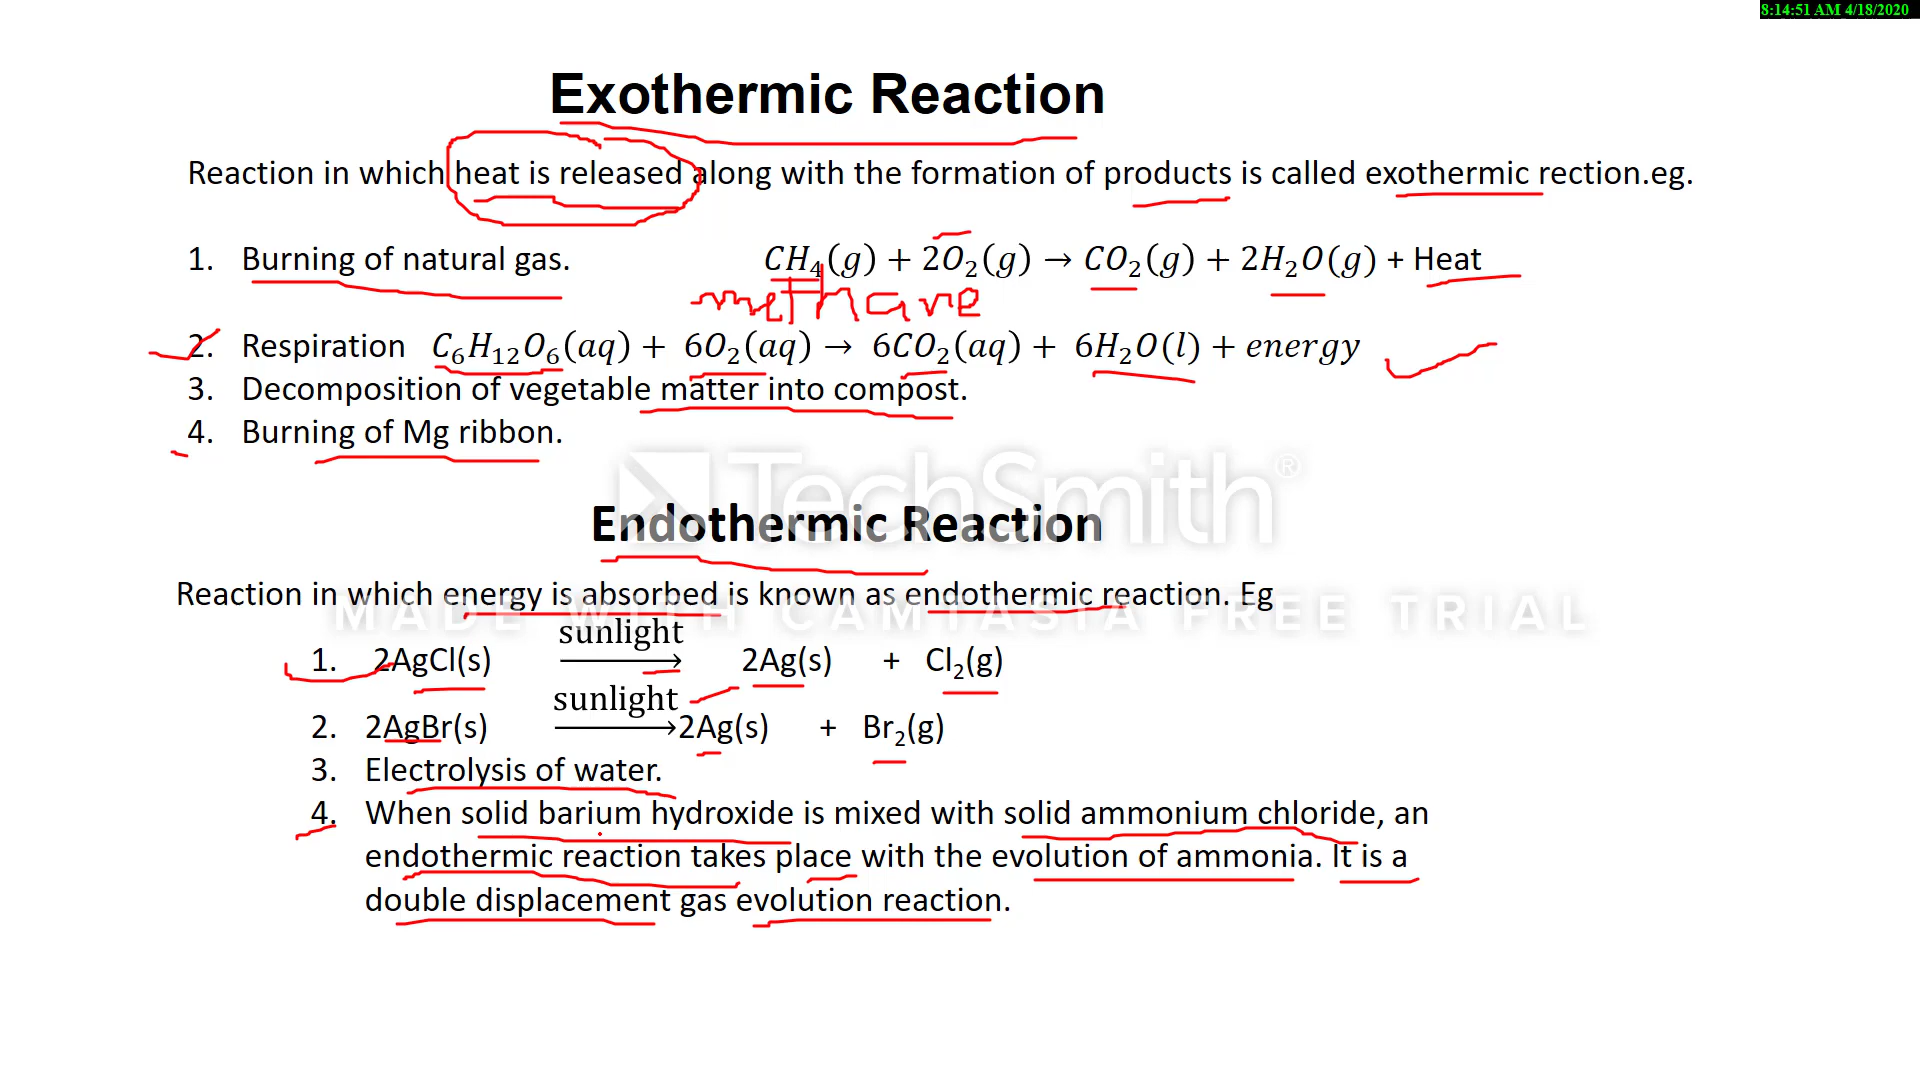 8:14:51 AM 4/18/2020
Exothermic Reaction
Reaction in which heat is released along with the formation of products is called exothermic rection.eg.
1. Burning of natural gas. CH₄(g) + 2O₂(g) → CO₂(g) + 2H₂O(g) + Heat
methane
2. Respiration C₆H₁₂O₆(aq) + 6O₂(aq) → 6CO₂(aq) + 6H₂O(l) + energy
3. Decomposition of vegetable matter into compost.
4. Burning of Mg ribbon.
TechSmith®
Endothermic Reaction
Reaction in which energy is absorbed is known as endothermic reaction. Eg
MADE WITH CAMTASIA FREE TRIAL
sunlight
1. 2AgCl(s) → 2Ag(s) + Cl₂(g)
sunlight
2. 2AgBr(s) → 2Ag(s) + Br₂(g)
3. Electrolysis of water.
4. When solid barium hydroxide is mixed with solid ammonium chloride, an
endothermic reaction takes place with the evolution of ammonia. It is a
double displacement gas evolution reaction.